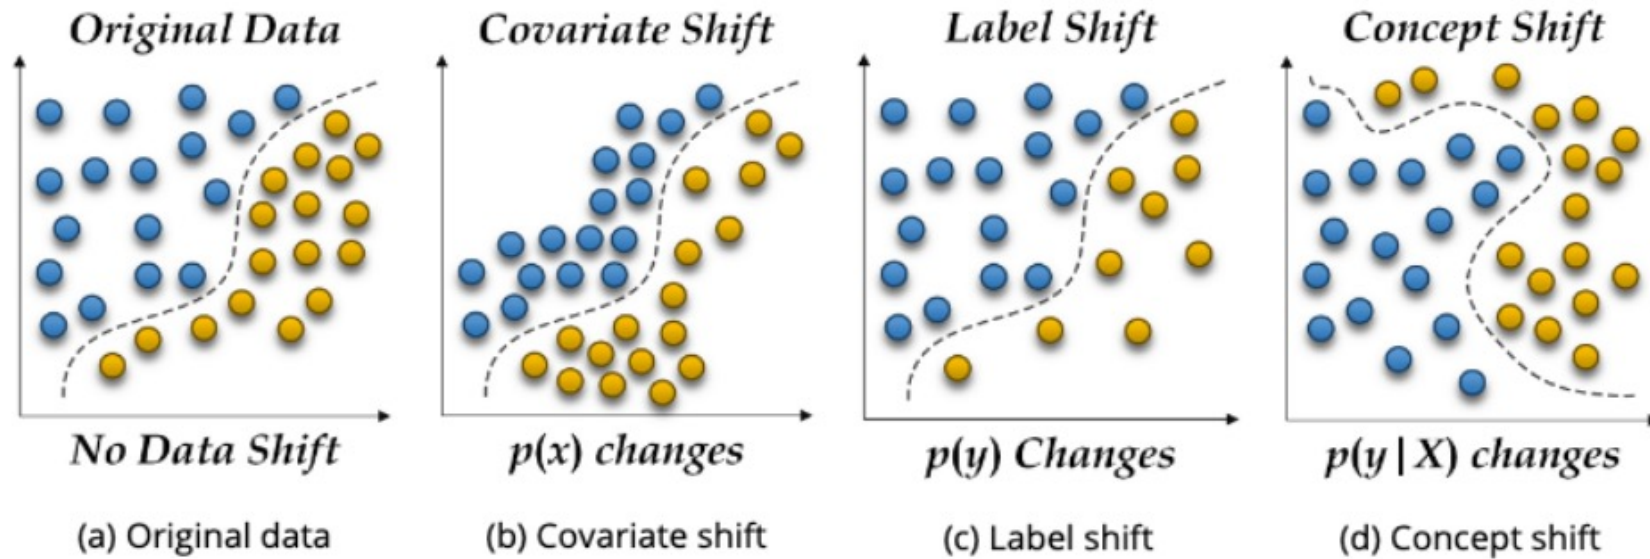 Original Data
Covariate Shift
Label Shift
Concept Shift
No Data Shift
p(x) changes
p(y) Changes
p(y|X) changes
(a) Original data
(b) Covariate shift
(c) Label shift
(d) Concept shift